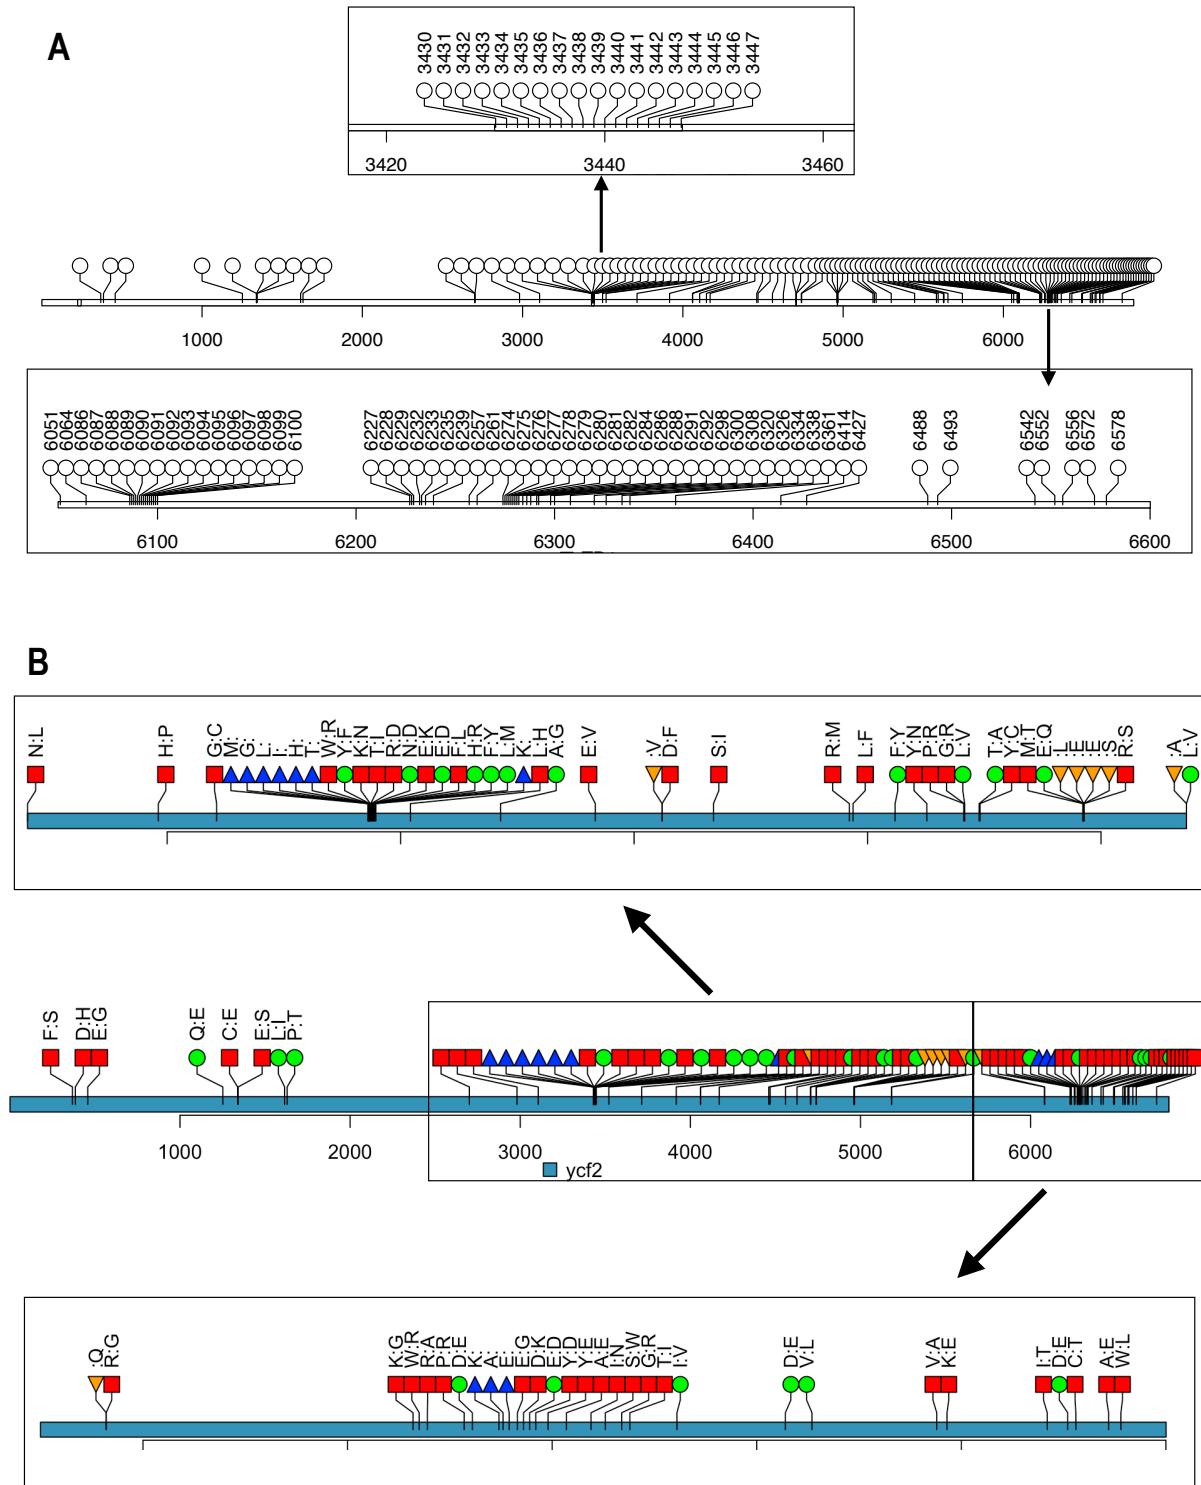 A
3430 3431 3432 3433 3434 3435 3436 3437 3438 3439 3440 3441 3442 3443 3444 3445 3446 3447
3420 3440 3460
1000 2000 3000 4000 5000 6000
6051 6064 6086 6087 6088 6089 6090 6091 6092 6093 6094 6095 6096 6097 6098 6099 6100 6227 6228 6229 6232 6233 6235 6239 6257 6261 6274 6275 6276 6277 6278 6279 6280 6281 6282 6284 6286 6288 6291 6292 6298 6300 6308 6320 6326 6334 6338 6361 6414 6427 6488 6493 6542 6552 6556 6572 6578
6100 6200 6300 6400 6500 6600
B
N:L H:P G:C M: G: L: I: H: T: W:R Y:F K:N T:I R:D N:D E:K E:D F:L H:R F:Y L:M K: L:H A:G E:V :V D:F S:I R:M L:F F:Y Y:N P:R G:R L:V T:A Y:C M:T E:Q :L :E :E :S R:S :A L:V
F:S D:H E:G Q:E C:E E:S L:I P:T
1000 2000 3000 4000 5000 6000
ycf2
:Q R:G K:G W:R R:A P:R D:E K: A: E: E:G D:K E:D Y:D Y:E A:E I:N S:W G:R T:I I:V D:E V:L V:A K:E I:T D:E C:T A:E W:L